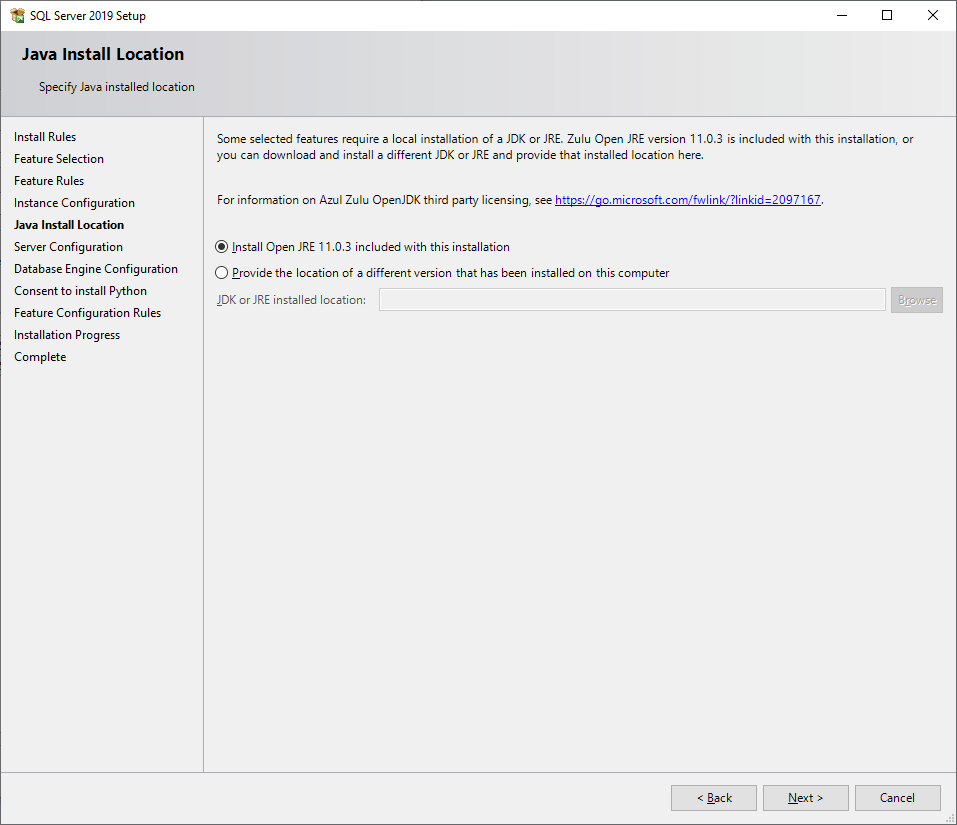 SQL Server 2019 Setup
Java Install Location
Specify Java installed location
Install Rules
Feature Selection
Feature Rules
Instance Configuration
Java Install Location
Server Configuration
Database Engine Configuration
Consent to install Python
Feature Configuration Rules
Installation Progress
Complete
Some selected features require a local installation of a JDK or JRE. Zulu Open JRE version 11.0.3 is included with this installation, or
you can download and install a different JDK or JRE and provide that installed location here.
For information on Azul Zulu OpenJDK third party licensing, see https://go.microsoft.com/fwlink/?linkid=2097167.
Install Open JRE 11.0.3 included with this installation
Provide the location of a different version that has been installed on this computer
JDK or JRE installed location:
Browse
< Back
Next >
Cancel